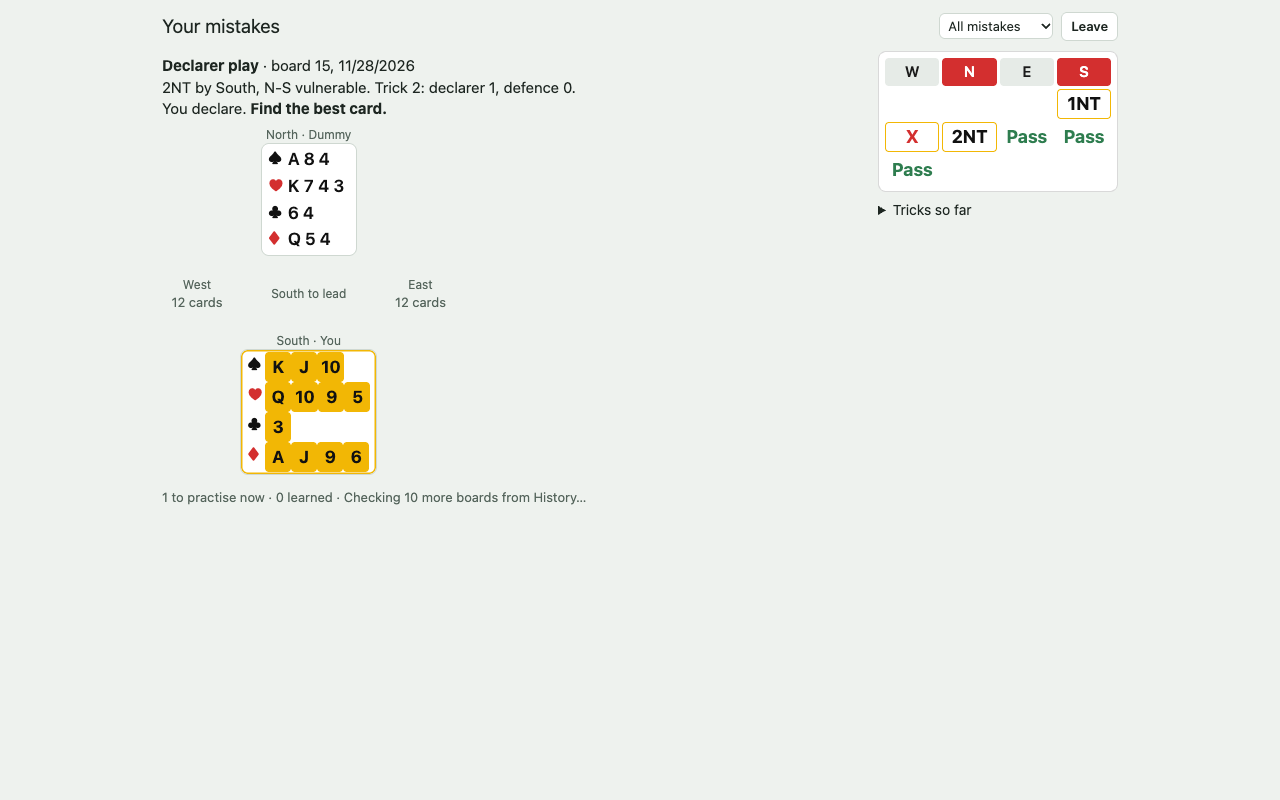 Your mistakes
All mistakes
Leave
Declarer play · board 15, 11/28/2026
2NT by South, N-S vulnerable. Trick 2: declarer 1, defence 0.
You declare. Find the best card.
W N E S
1NT
X 2NT Pass Pass
Pass
▶ Tricks so far
North · Dummy
♠ A 8 4
♥ K 7 4 3
♣ 6 4
♦ Q 5 4
West
12 cards
South to lead
East
12 cards
South · You
♠ K J 10
♥ Q 10 9 5
♣ 3
♦ A J 9 6
1 to practise now · 0 learned · Checking 10 more boards from History...